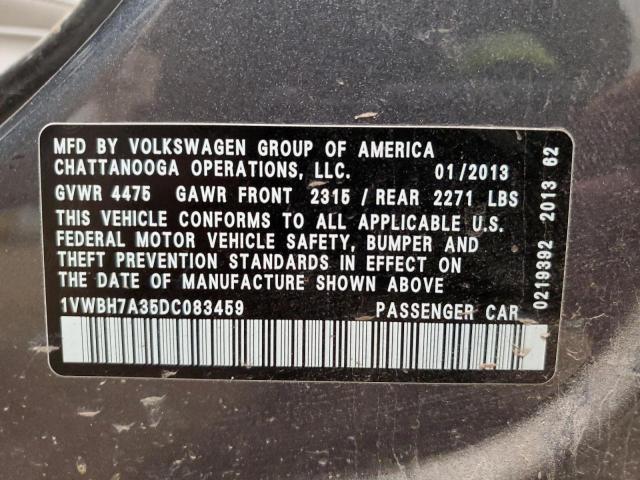 MFD BY VOLKSWAGEN GROUP OF AMERICA
CHATTANOOGA OPERATIONS, LLC. 01/2013
GVWR 4475 GAWR FRONT 2315 / REAR 2271 LBS
THIS VEHICLE CONFORMS TO ALL APPLICABLE U.S.
FEDERAL MOTOR VEHICLE SAFETY, BUMPER AND
THEFT PREVENTION STANDARDS IN EFFECT ON
THE DATE OF MANUFACTURE SHOWN ABOVE
1VWBH7A35DC083459 PASSENGER CAR
0219392 2013 62